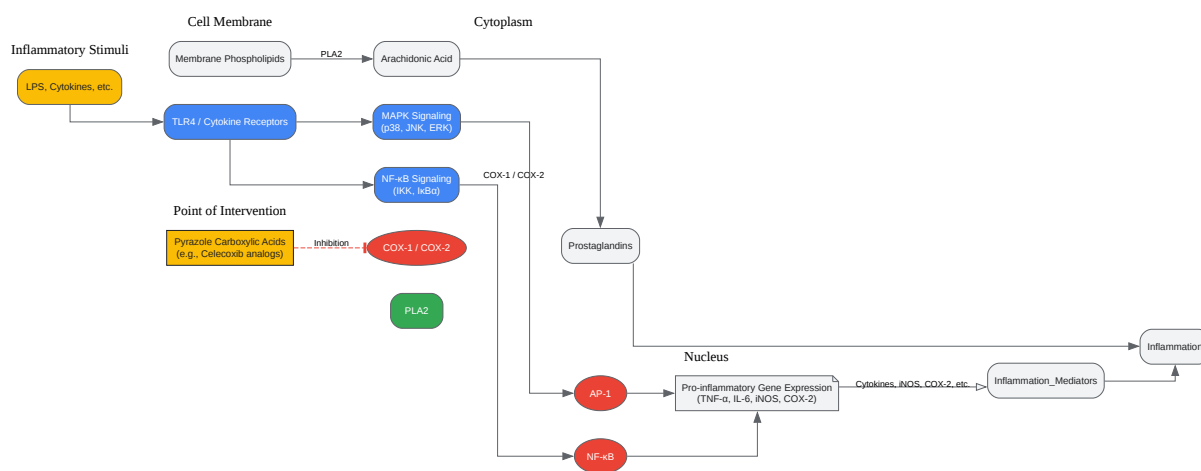 Cell Membrane
Cytoplasm
Inflammatory Stimuli
Membrane Phospholipids
PLA2
Arachidonic Acid
LPS, Cytokines, etc.
TLR4 / Cytokine Receptors
MAPK Signaling
(p38, JNK, ERK)
NF-κB Signaling
(IKK, IκBα)
COX-1 / COX-2
Point of Intervention
Pyrazole Carboxylic Acids
(e.g., Celecoxib analogs)
Inhibition
COX-1 / COX-2
Prostaglandins
PLA2
Nucleus
Inflammation
AP-1
Pro-inflammatory Gene Expression
(TNF-α, IL-6, iNOS, COX-2)
Cytokines, iNOS, COX-2, etc.
Inflammation_Mediators
NF-κB